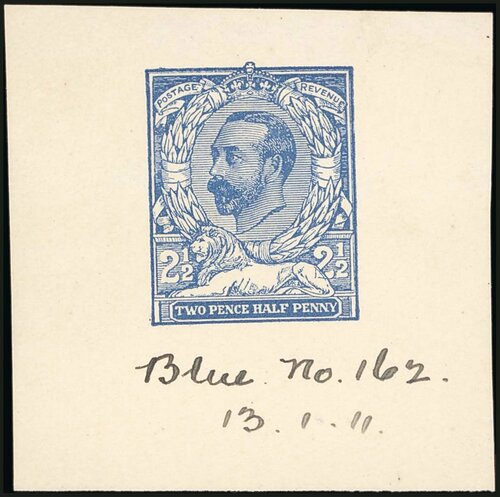 POSTAGE REVENUE
2½ 2½
TWO PENCE HALF PENNY
Blue. No. 162.
13. 1. 11.